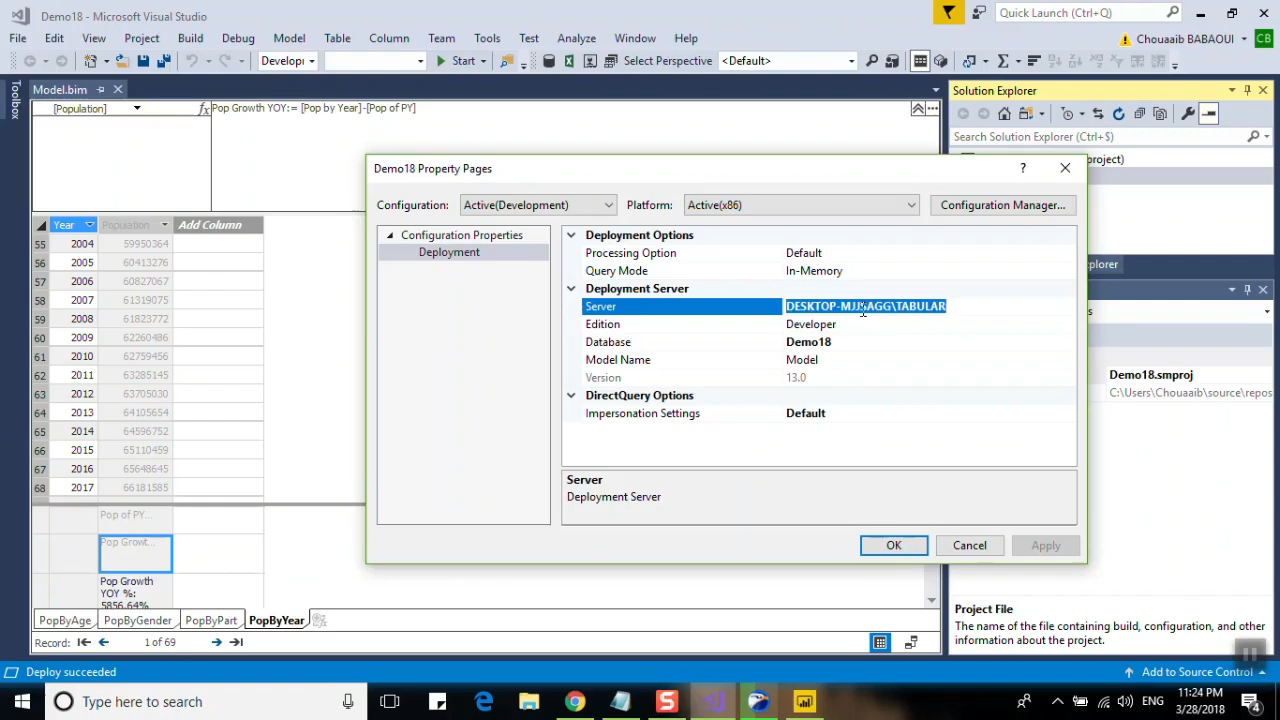 Demo18 - Microsoft Visual Studio
Quick Launch (Ctrl+Q)
File Edit View Project Build Debug Model Table Column Team Tools Test Analyze Window Help
Chouaaib BABAOUI
CB
Develop
Start
Select Perspective
<Default>
Toolbox
Model.bim
[Population]
fx
Pop Growth YOY:= [Pop by Year]-[Pop of PY]
Year Population Add Column
55 2004 59950364
56 2005 60413276
57 2006 60827067
58 2007 61319075
59 2008 61823772
60 2009 62260486
61 2010 62759456
62 2011 63285145
63 2012 63705030
64 2013 64105654
65 2014 64596752
66 2015 65110459
67 2016 65648645
68 2017 66181585
Pop of PY...
Pop Growt...
Pop Growth
YOY %:
5856.64%
PopByAge PopByGender PopByPart PopByYear
Record: 1 of 69
Demo18 Property Pages
?
Configuration: Active(Development) Platform: Active(x86) Configuration Manager...
Configuration Properties
Deployment
Deployment Options
Processing Option Default
Query Mode In-Memory
Deployment Server
Server
Edition Developer
Database Demo18
Model Name Model
Version 13.0
DirectQuery Options
Impersonation Settings Default
Server
Deployment Server
OK Cancel Apply
Solution Explorer
Search Solution Explorer (Ctrl+$)
project)
plorer
Demo18.smproj
C:\Users\Chouaaib\source\repos
Project File
The name of the file containing build, configuration, and other
information about the project.
Deploy succeeded
Add to Source Control
Type here to search
ENG
11:24 PM
3/28/2018
4